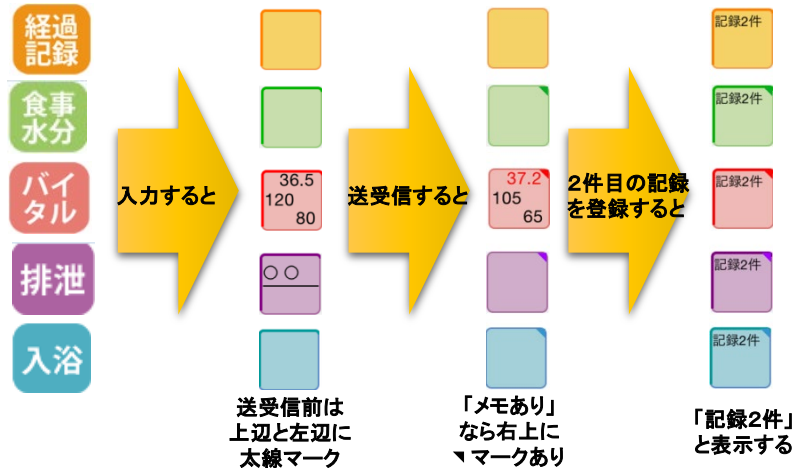 経過
記録
食事
水分
バイ
タル
排泄
入浴
入力すると
36.5
120
80
○ ○
送受信前は
上辺と左辺に
太線マーク
送受信すると
37.2
105
65
「メモあり」
なら右上に
◥ マークあり
２件目の記録
を登録すると
記録2件
記録2件
記録2件
記録2件
記録2件
「記録２件」
と表示する